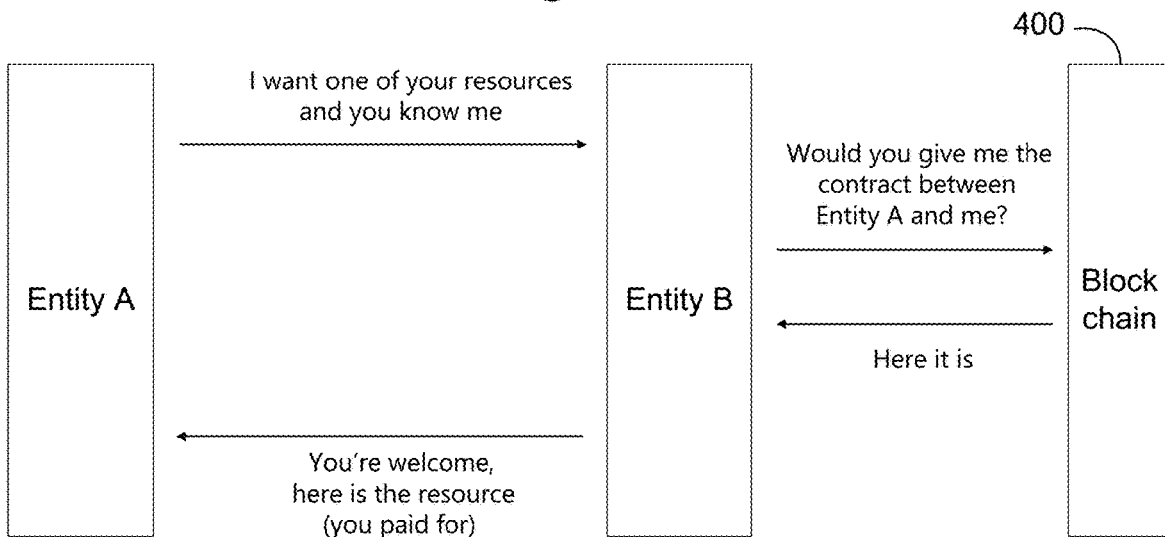 400
I want one of your resources
and you know me
Would you give me the
contract between
Entity A and me?
Entity A
Entity B
Block
chain
Here it is
You're welcome,
here is the resource
(you paid for)